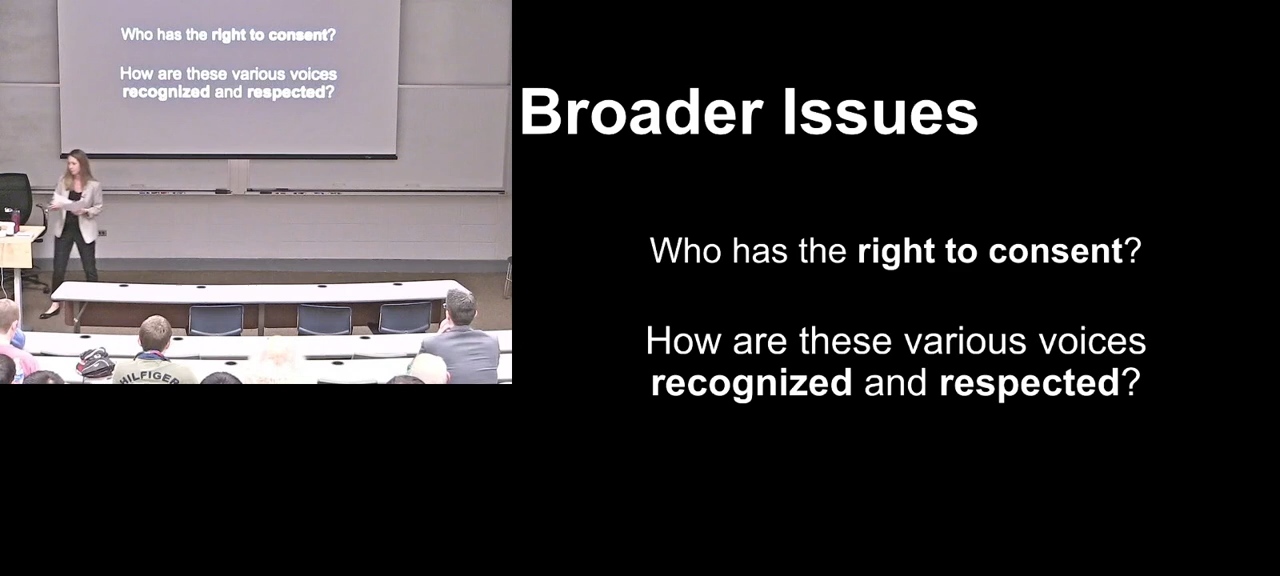 Who has the right to consent?
How are these various voices
recognized and respected?
HILFIGER
Broader Issues
Who has the right to consent?
How are these various voices
recognized and respected?